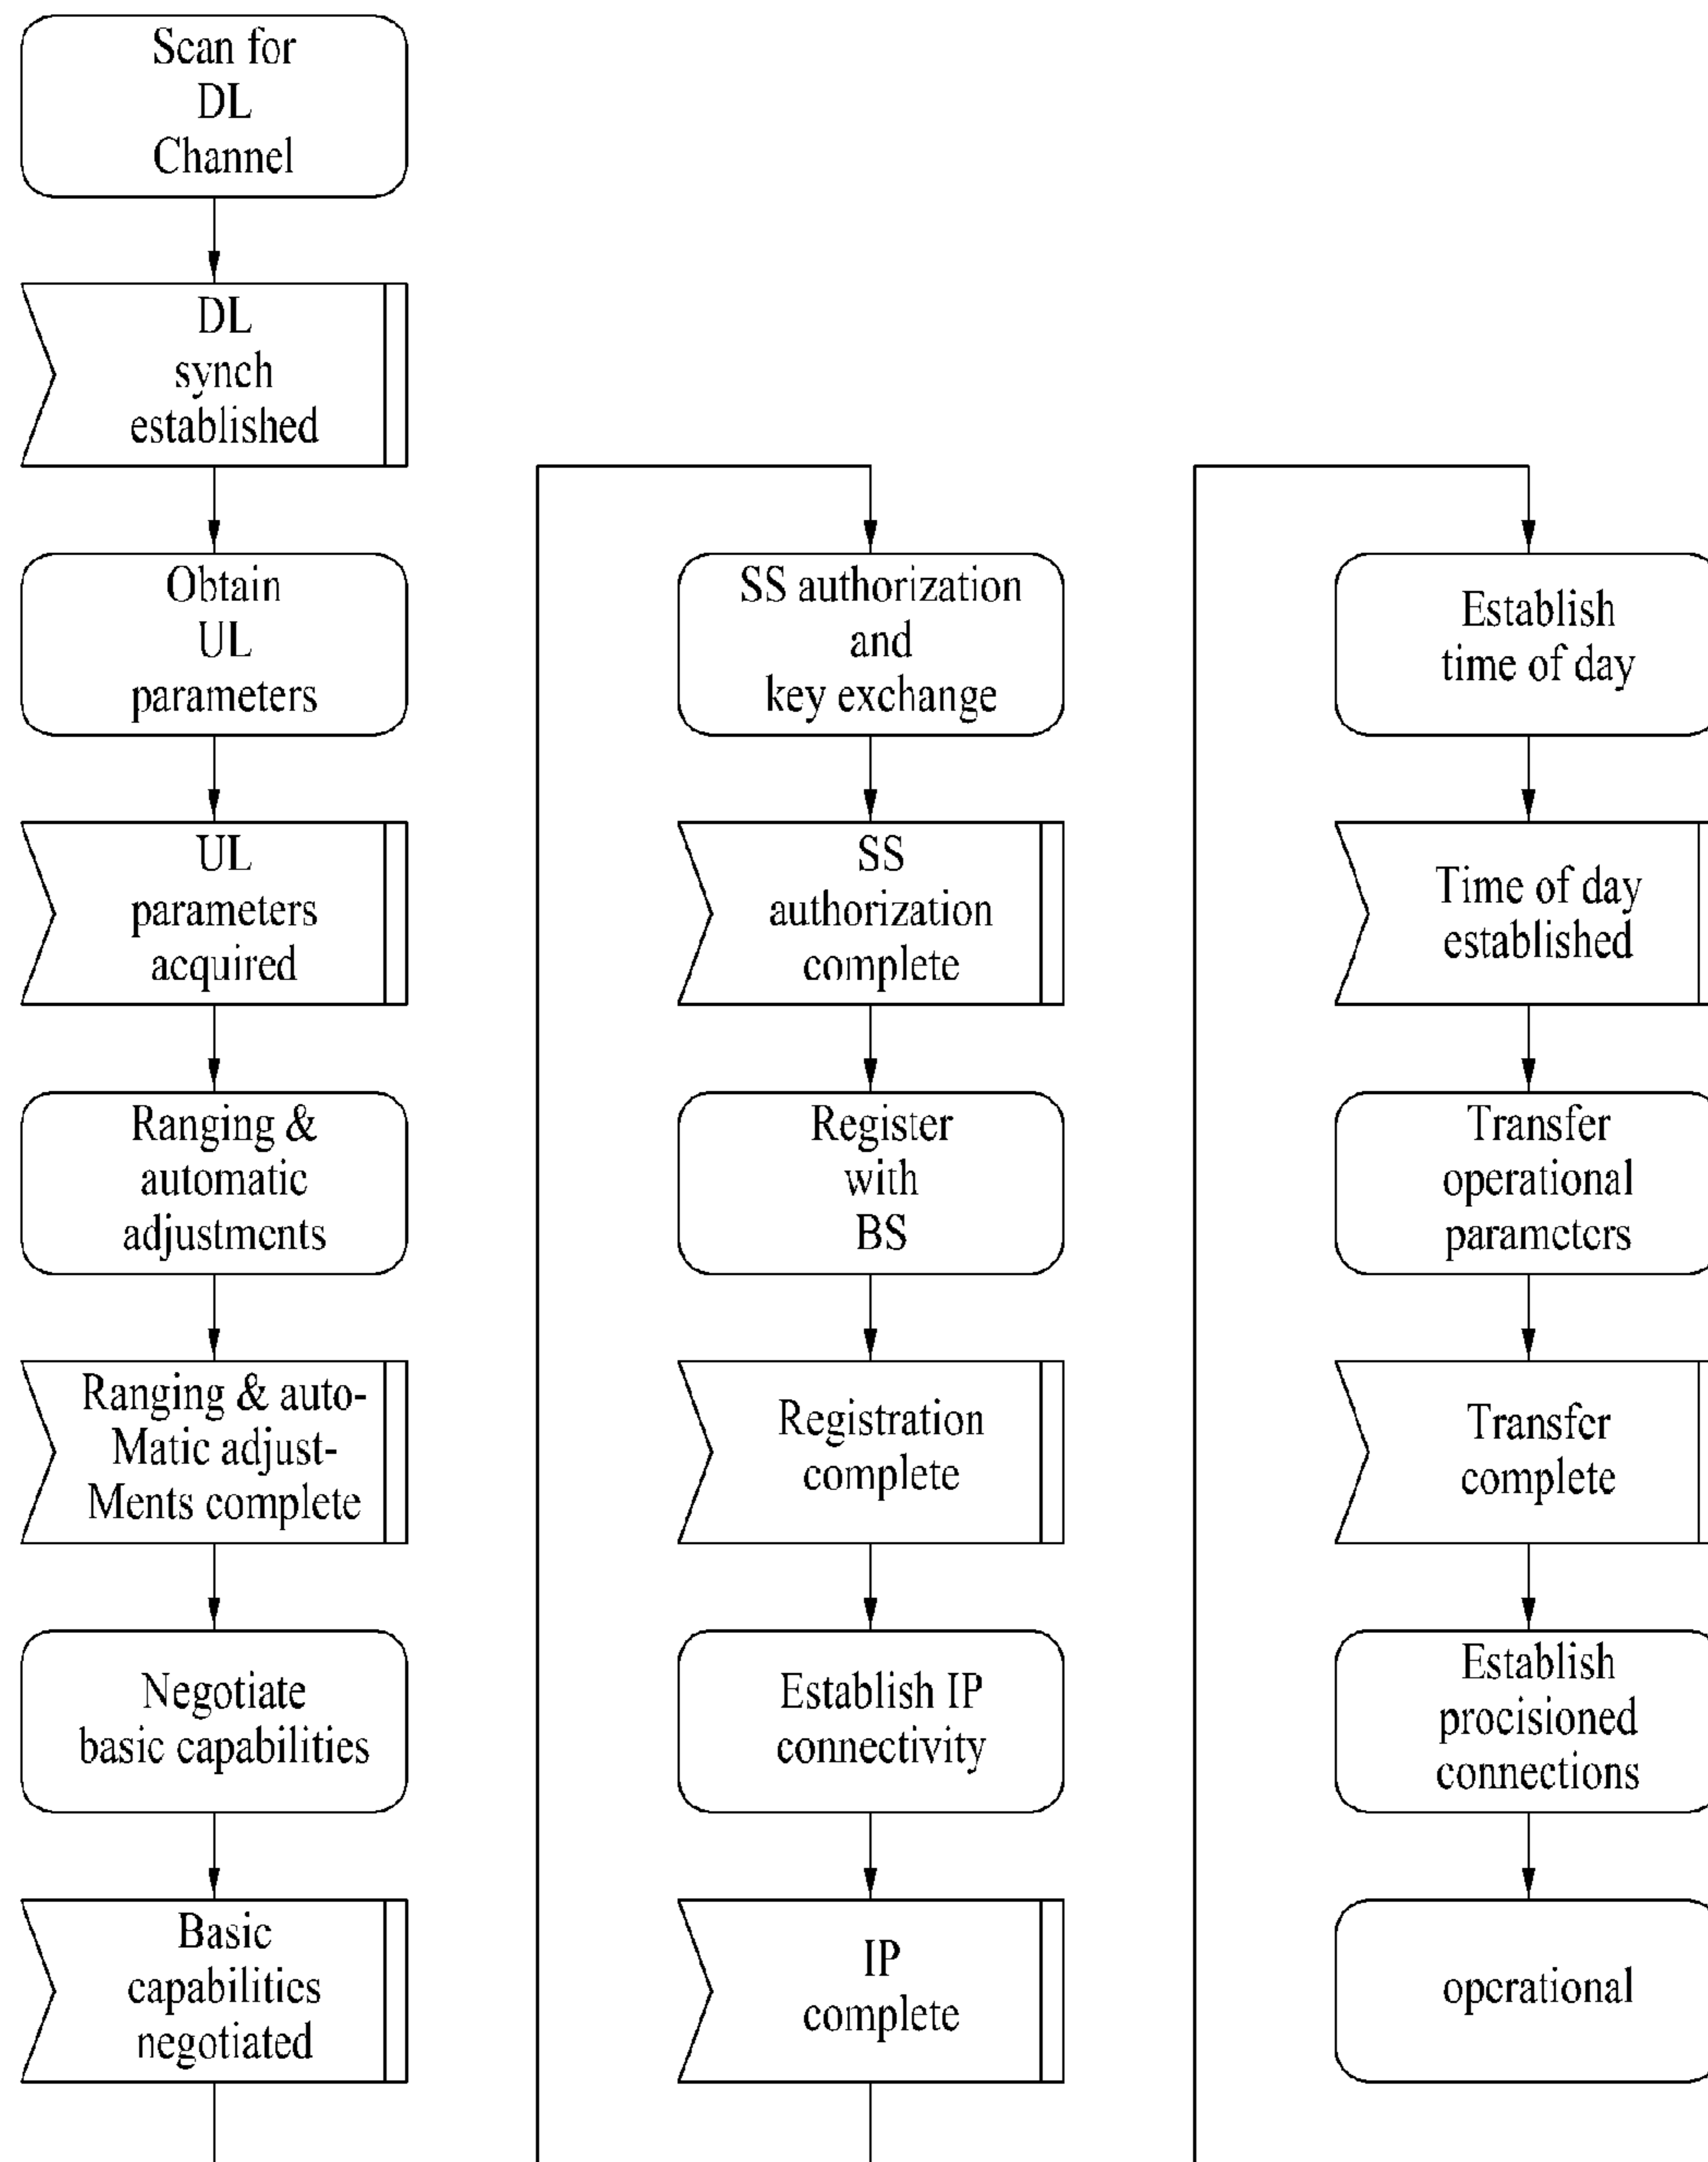 Scan for
DL
Channel
DL
synch
established
Obtain
UL
parameters
UL
parameters
acquired
Ranging &
automatic
adjustments
Ranging & auto-
Matic adjust-
Ments complete
Negotiate
basic capabilities
Basic
capabilities
negotiated
SS authorization
and
key exchange
SS
authorization
complete
Register
with
BS
Registration
complete
Establish IP
connectivity
IP
complete
Establish
time of day
Time of day
established
Transfer
operational
parameters
Transfer
complete
Establish
procisioned
connections
operational